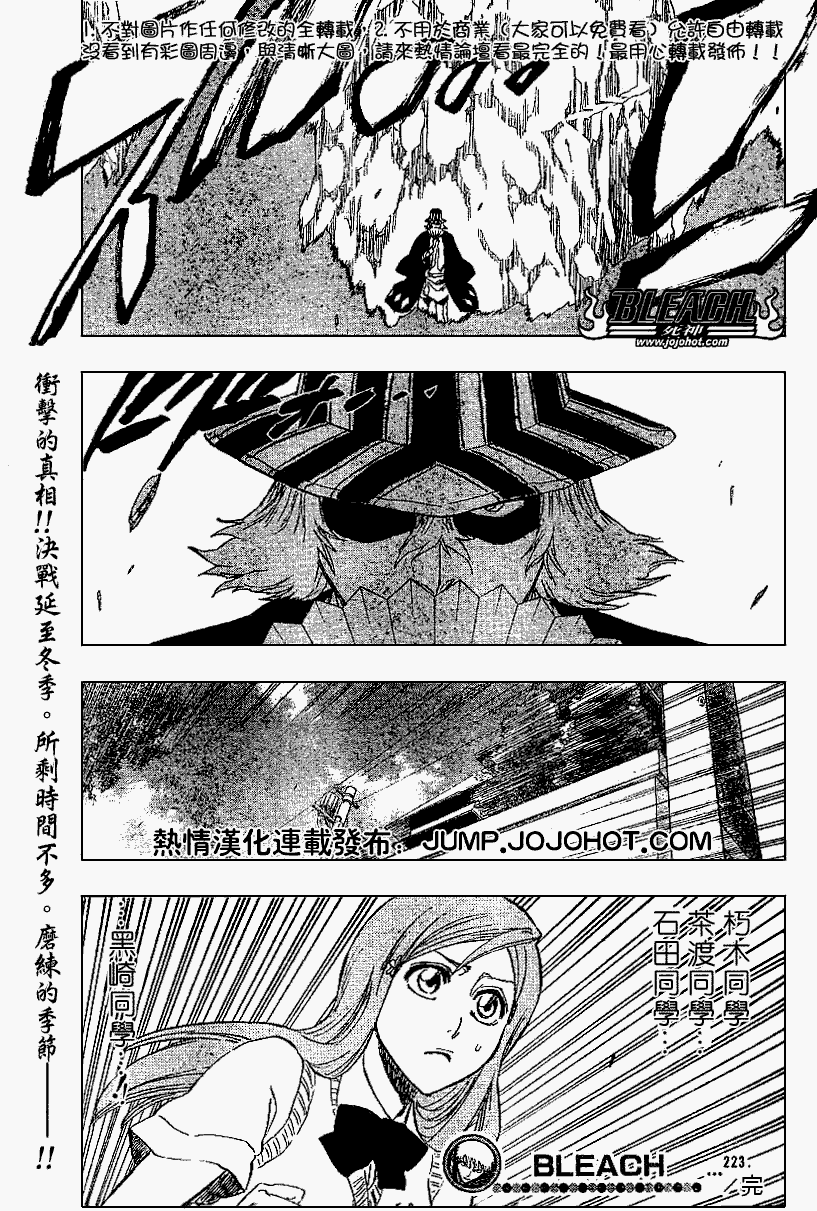 1. 不對圖片作任何修改的全轉載，2. 不用於商業（大家可以免費看）允許自由轉載
沒看到有彩圖周邊，與清晰大圖，請來熱情論壇看最完全的！最用心轉載發佈！！
BLEACH
死神
www.jojohot.com
衝擊的真相!!決戰延至冬季。所剩時間不多。磨練的季節——!!
熱情漢化連載發布：JUMP.JOJOHOT.COM
朽木同學
茶渡同學…
石田同學…
……黑崎同學……!
BLEACH ...223.
完